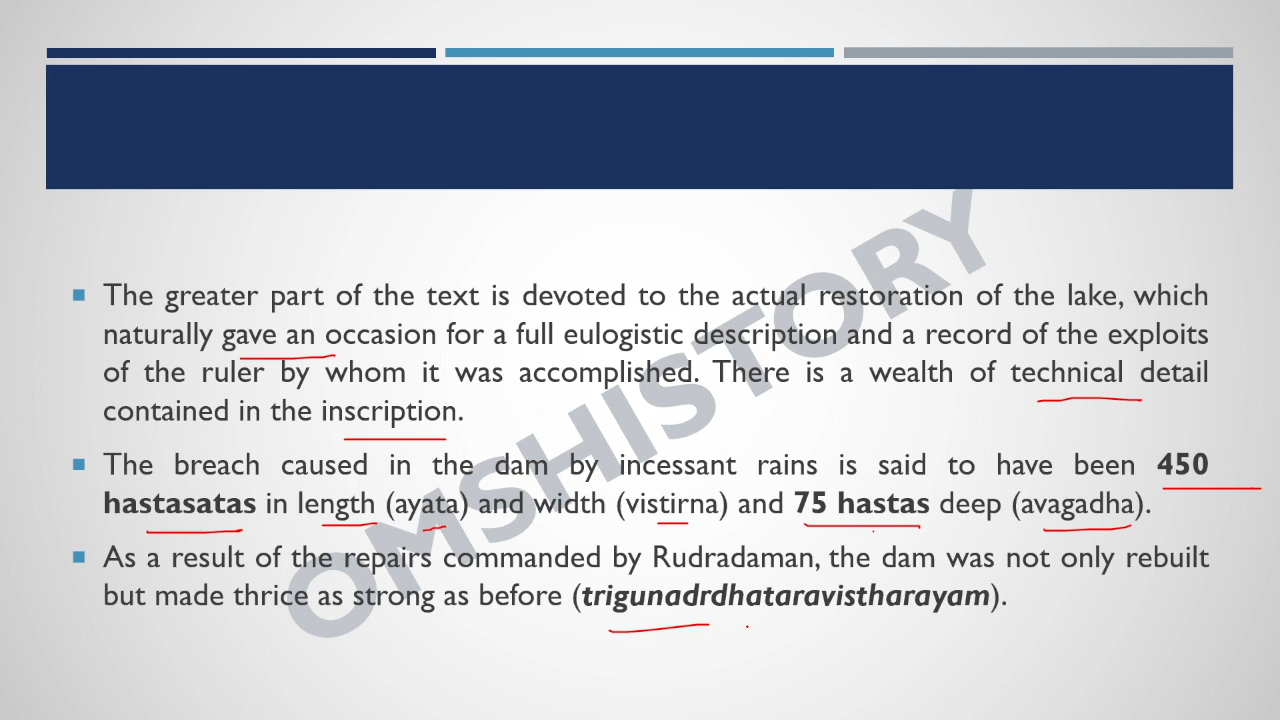 The greater part of the text is devoted to the actual restoration of the lake, which
naturally gave an occasion for a full eulogistic description and a record of the exploits
of the ruler by whom it was accomplished. There is a wealth of technical detail
contained in the inscription.
The breach caused in the dam by incessant rains is said to have been 450
hastasatas in length (ayata) and width (vistirna) and 75 hastas deep (avagadha).
As a result of the repairs commanded by Rudradaman, the dam was not only rebuilt
but made thrice as strong as before (trigunadrdhataravistharayam).
OMSHISTORY